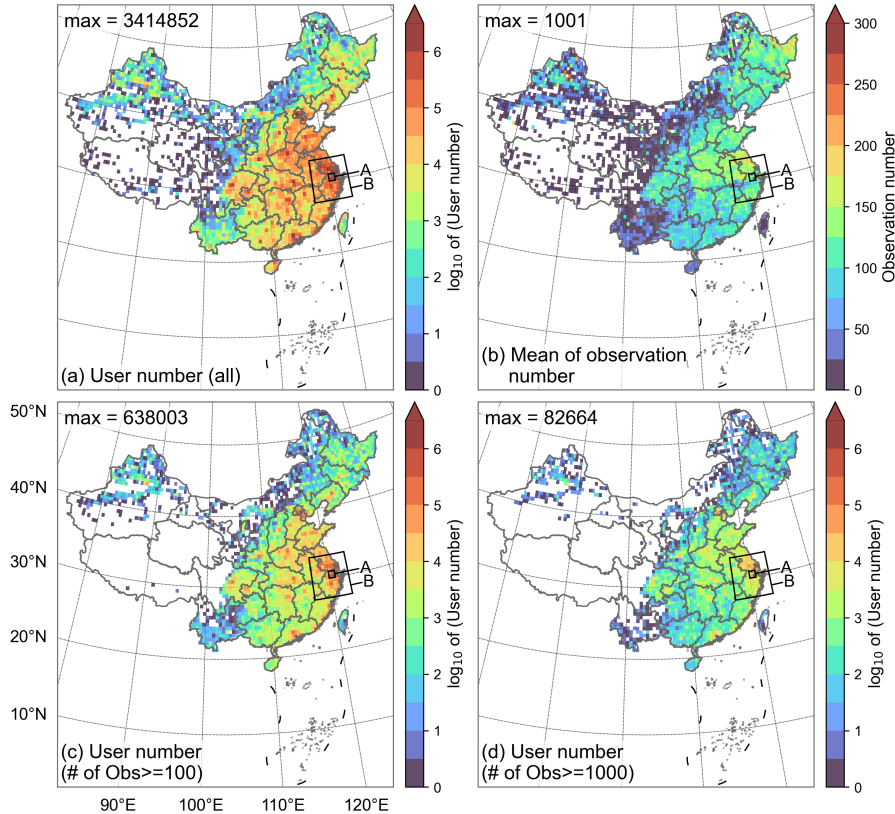 max = 3414852
A
B
(a) User number (all)
6
5
4
3
2
1
0
log₁₀ of (User number)
max = 1001
A
B
(b) Mean of observation
number
300
250
200
150
100
50
0
Observation number
max = 638003
A
B
(c) User number
(# of Obs>=100)
50°N
40°N
30°N
20°N
10°N
90°E
100°E
110°E
120°E
6
5
4
3
2
1
0
log₁₀ of (User number)
max = 82664
A
B
(d) User number
(# of Obs>=1000)
6
5
4
3
2
1
0
log₁₀ of (User number)